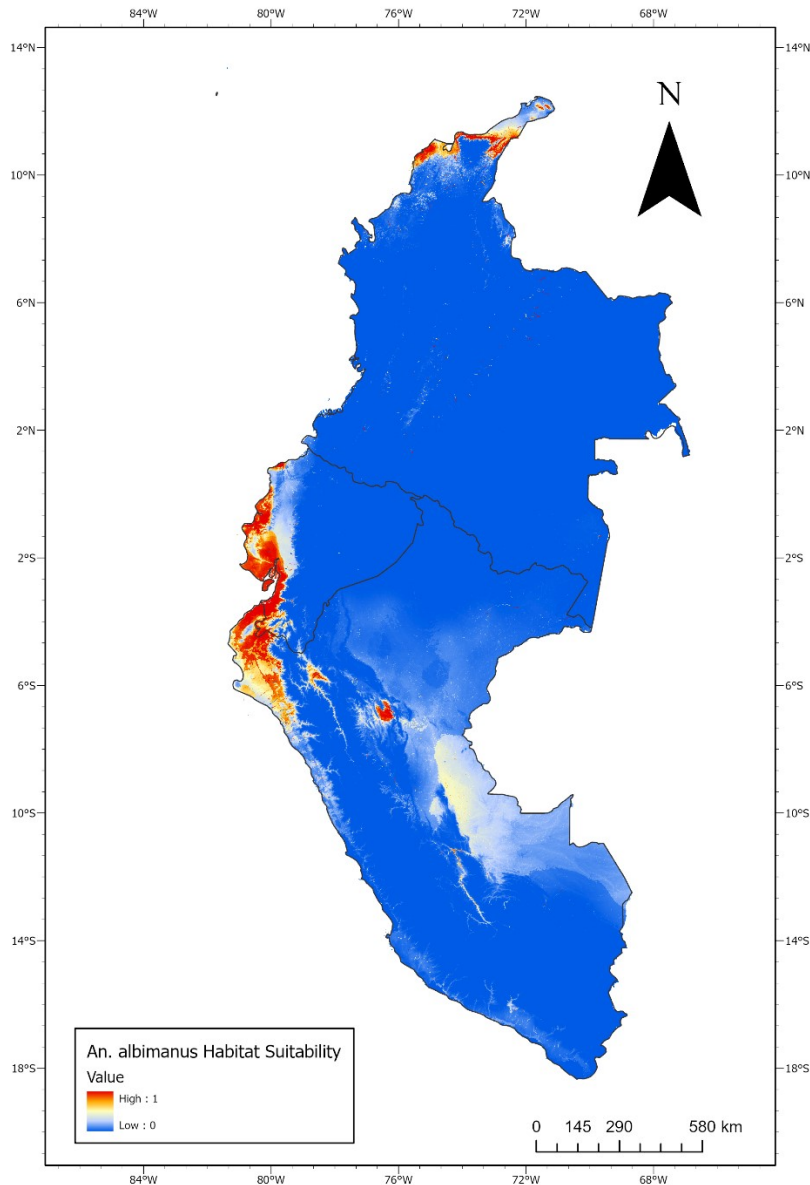 84°W 80°W 76°W 72°W 68°W
14°N 14°N
N
10°N 10°N
6°N 6°N
2°N 2°N
2°S 2°S
6°S 6°S
10°S 10°S
14°S 14°S
An. albimanus Habitat Suitability
Value
High : 1
Low : 0
18°S 18°S
0 145 290 580 km
84°W 80°W 76°W 72°W 68°W